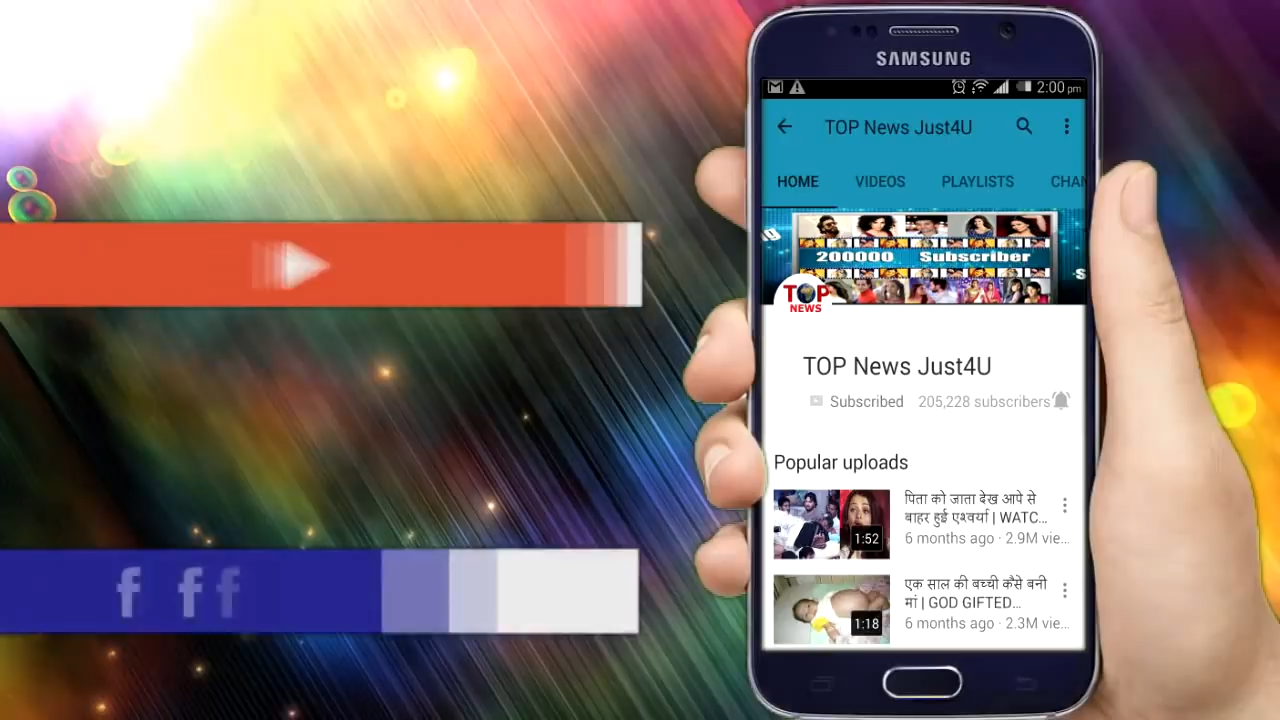 SAMSUNG
2:00 pm
TOP News Just4U
HOME VIDEOS PLAYLISTS CHAN
200000 Subscriber
TOP
NEWS
TOP News Just4U
Subscribed 205,228 subscribers
Popular uploads
पिता को जाता देख आपे से
बाहर हुई एश्वर्या | WATC...
1:52
6 months ago · 2.9M vie...
एक साल की बच्ची कैसे बनी
मां | GOD GIFTED...
1:18
6 months ago · 2.3M vie...
f f f